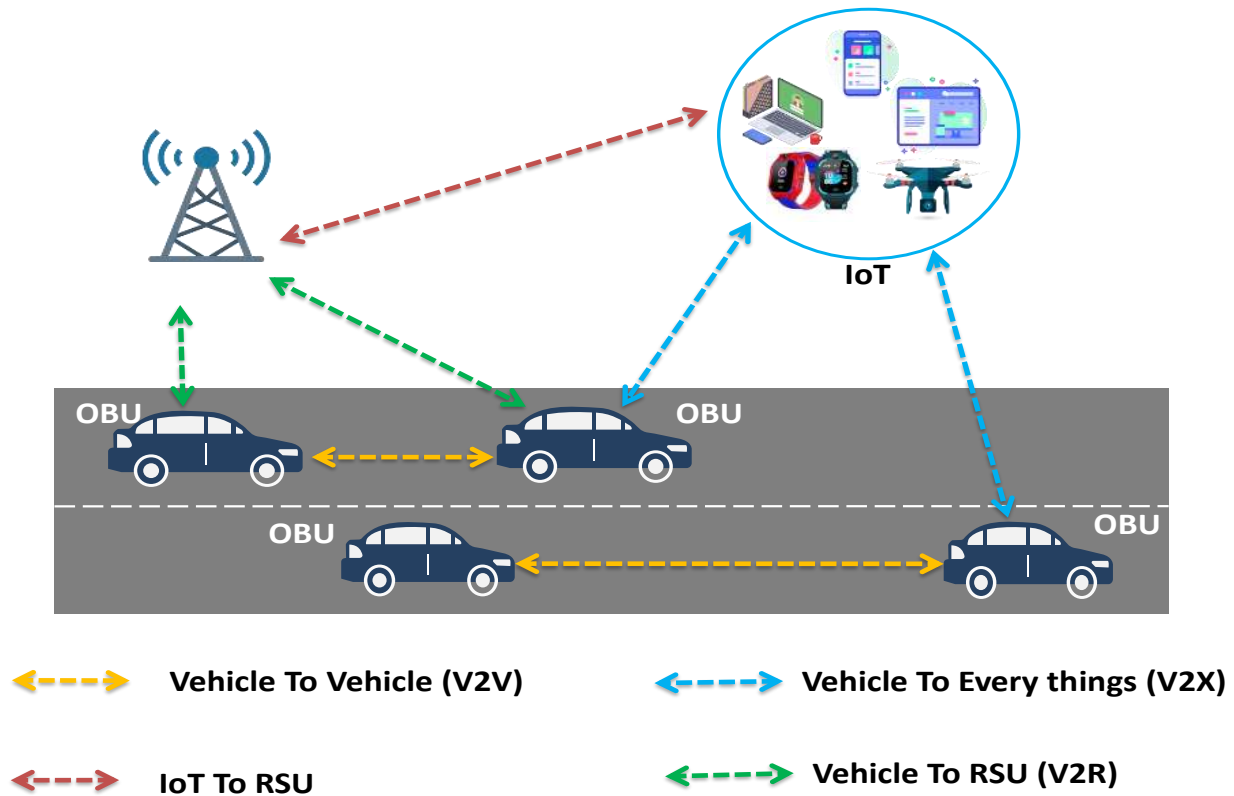 IoT
OBU
OBU
OBU
OBU
Vehicle To Vehicle (V2V)
Vehicle To Every things (V2X)
IoT To RSU
Vehicle To RSU (V2R)